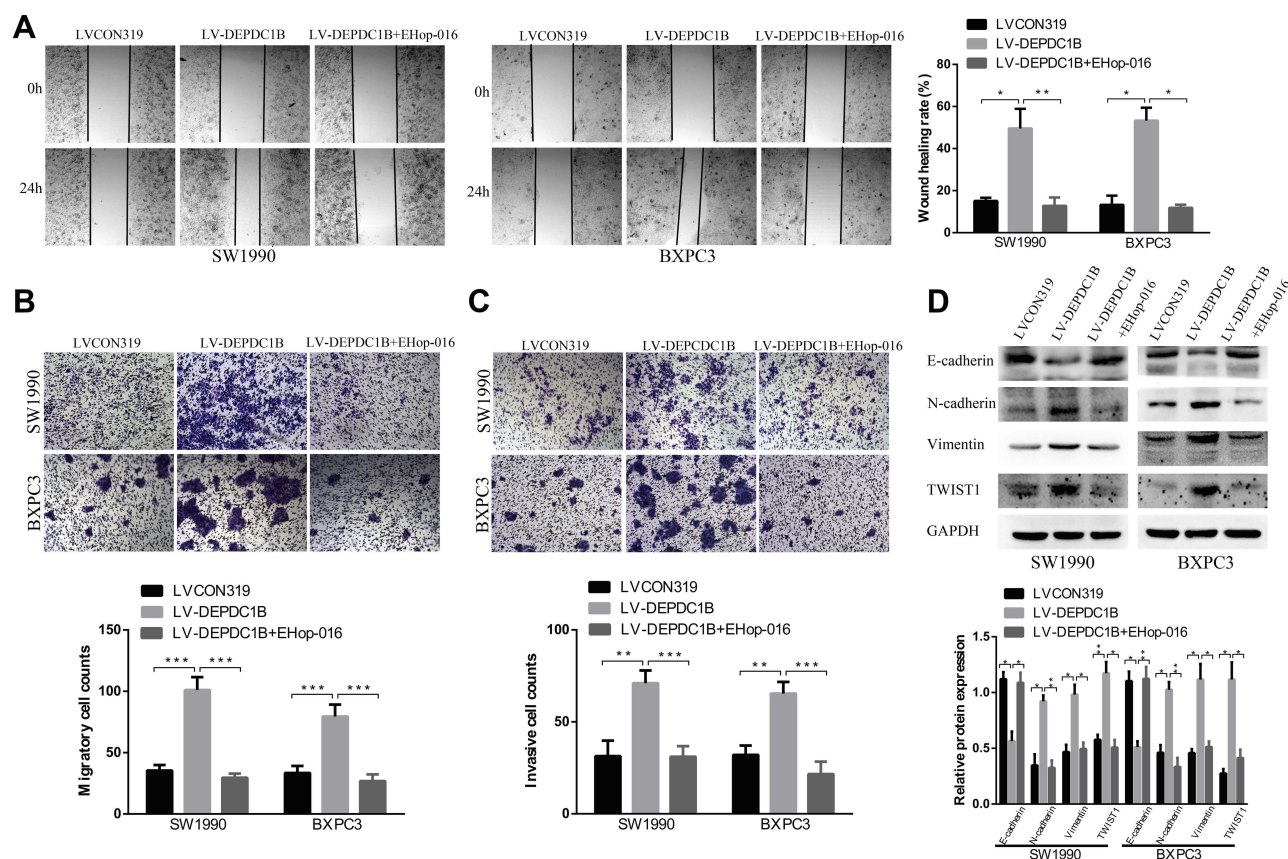 A
LVCON319 LV-DEPDC1B LV-DEPDC1B+EHop-016
0h
24h
SW1990
LVCON319 LV-DEPDC1B LV-DEPDC1B+EHop-016
0h
24h
BXPC3
LVCON319
LV-DEPDC1B
LV-DEPDC1B+EHop-016
Wound healing rate (%)
80
60
40
20
0
* ** * *
SW1990 BXPC3
B
LVCON319 LV-DEPDC1B LV-DEPDC1B+EHop-016
SW1990
BXPC3
LVCON319
LV-DEPDC1B
LV-DEPDC1B+EHop-016
Migratory cell counts
150
100
50
0
*** *** *** ***
SW1990 BXPC3
C
LVCON319 LV-DEPCDC1B LV-DEPDC1B+EHop-016
SW1990
BXPC3
LVCON319
LV-DEPDC1B
LV-DEPDC1B+EHop-016
Invasive cell counts
100
50
0
** *** ** ***
SW1990 BXPC3
D
LVCON319 LV-DEPDC1B LV-DEPDC1B +EHop-016 LVCON319 LV-DEPDC1B LV-DEPDC1B +EHop-016
E-cadherin
N-cadherin
Vimentin
TWIST1
GAPDH
SW1990 BXPC3
LVCON319
LV-DEPDC1B
LV-DEPDC1B+EHop-016
Relative protein expression
1.5
1.0
0.5
0.0
* * * ** * * ** * * ** * ** * * * *
E-cadherin N-cadherin Vimentin TWIST1 E-cadherin N-cadherin Vimentin TWIST1
SW1990 BXPC3